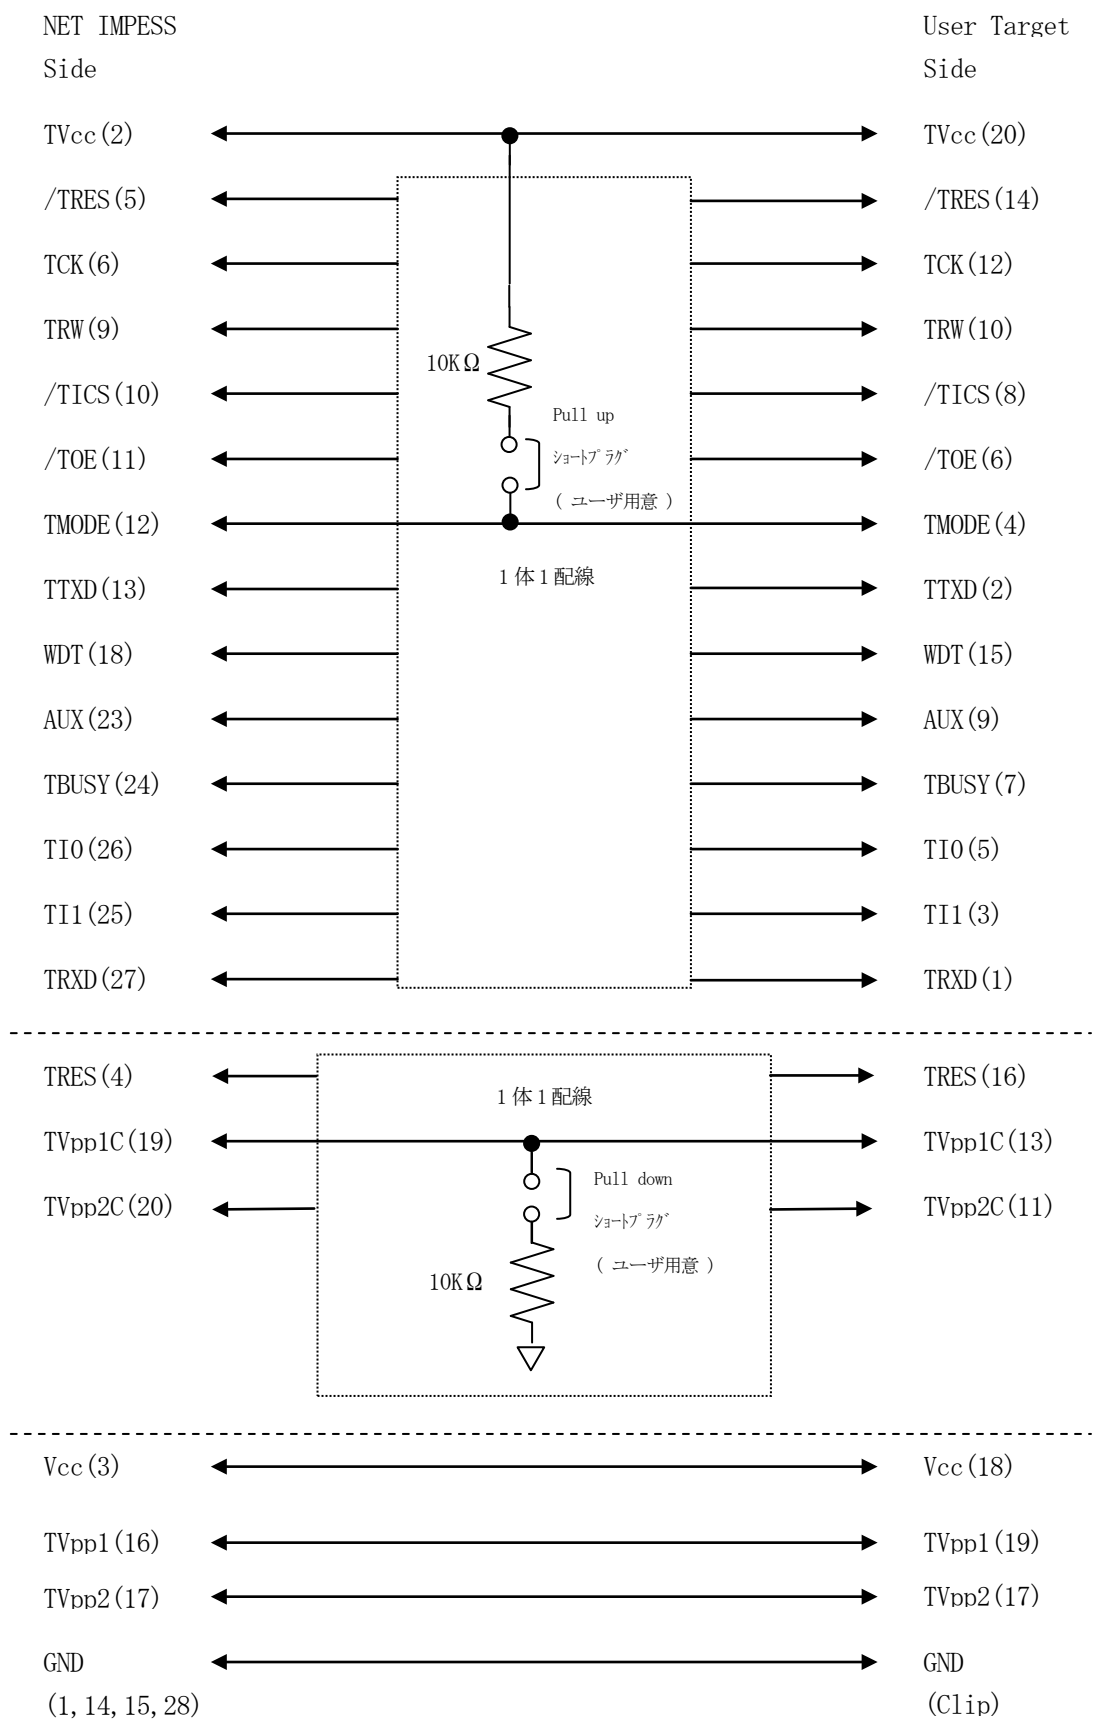 NET IMPESS User Target
Side Side
TVcc(2) TVcc(20)
/TRES(5) /TRES(14)
TCK(6) TCK(12)
TRW(9) TRW(10)
10KΩ
/TICS(10) /TICS(8)
Pull up
/TOE(11) ｼｮｰﾄﾌﾟﾗｸﾞ /TOE(6)
( ユーザ用意 )
TMODE(12) TMODE(4)
1体1配線
TTXD(13) TTXD(2)
WDT(18) WDT(15)
AUX(23) AUX(9)
TBUSY(24) TBUSY(7)
TI0(26) TI0(5)
TI1(25) TI1(3)
TRXD(27) TRXD(1)
TRES(4) TRES(16)
1体1配線
TVpp1C(19) TVpp1C(13)
Pull down
TVpp2C(20) TVpp2C(11)
ｼｮｰﾄﾌﾟﾗｸﾞ
( ユーザ用意 )
10KΩ
Vcc(3) Vcc(18)
TVpp1(16) TVpp1(19)
TVpp2(17) TVpp2(17)
GND GND
(1,14,15,28) (Clip)